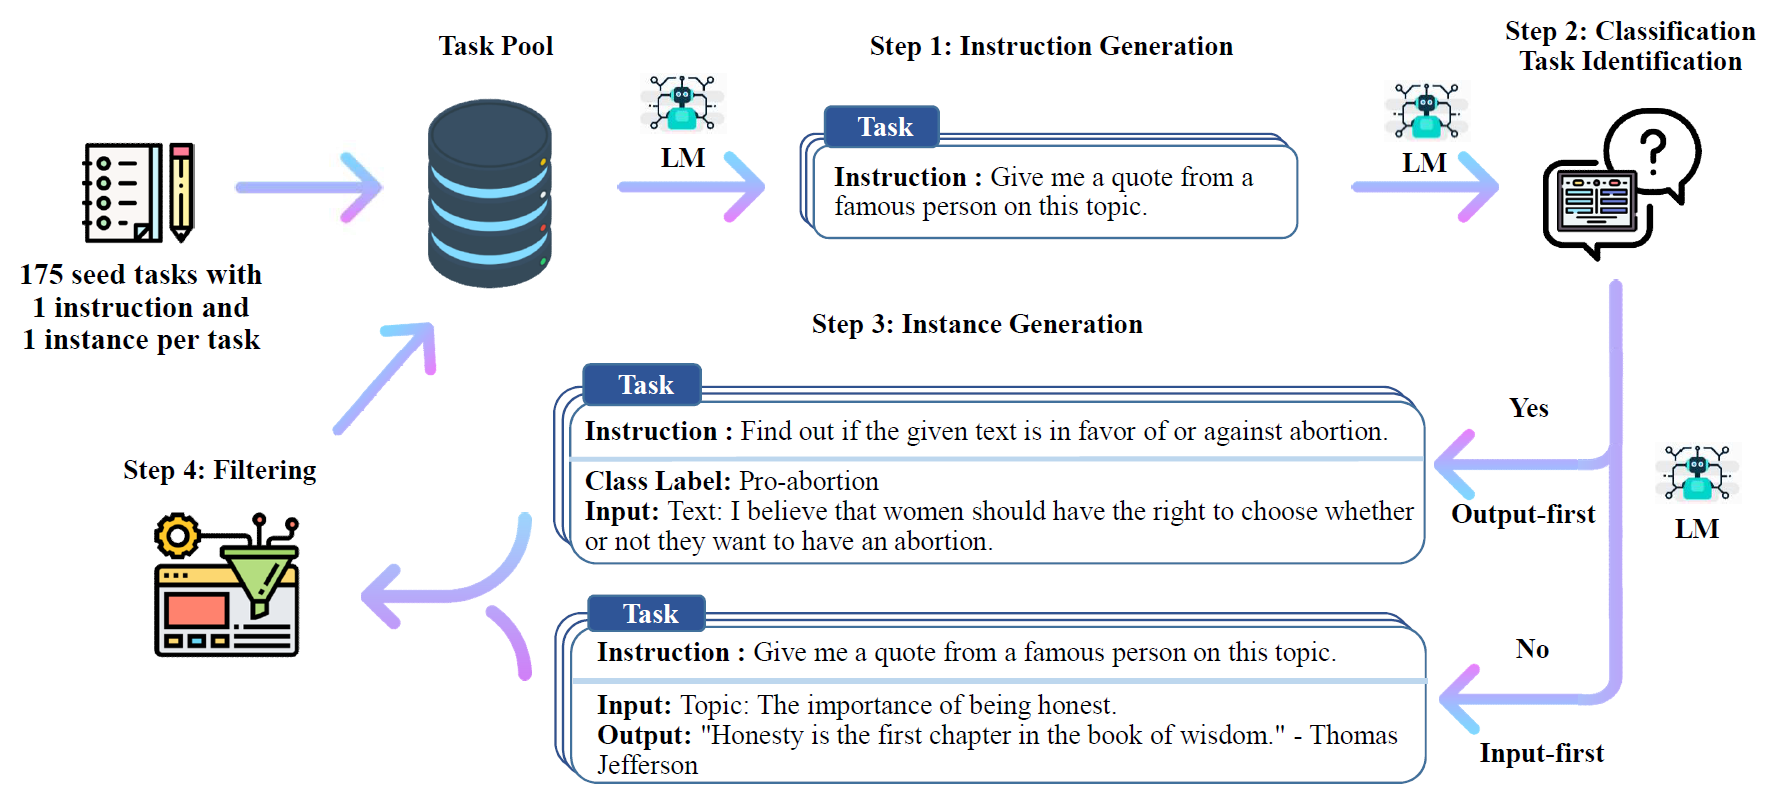 Task Pool
Step 1: Instruction Generation
Step 2: Classification
Task Identification
LM
LM
Task
Instruction : Give me a quote from a
famous person on this topic.
175 seed tasks with
1 instruction and
1 instance per task
Step 3: Instance Generation
Task
Instruction : Find out if the given text is in favor of or against abortion.
Class Label: Pro-abortion
Input: Text: I believe that women should have the right to choose whether
or not they want to have an abortion.
Yes
Output-first
LM
Step 4: Filtering
Task
Instruction : Give me a quote from a famous person on this topic.
Input: Topic: The importance of being honest.
Output: "Honesty is the first chapter in the book of wisdom." - Thomas
Jefferson
No
Input-first